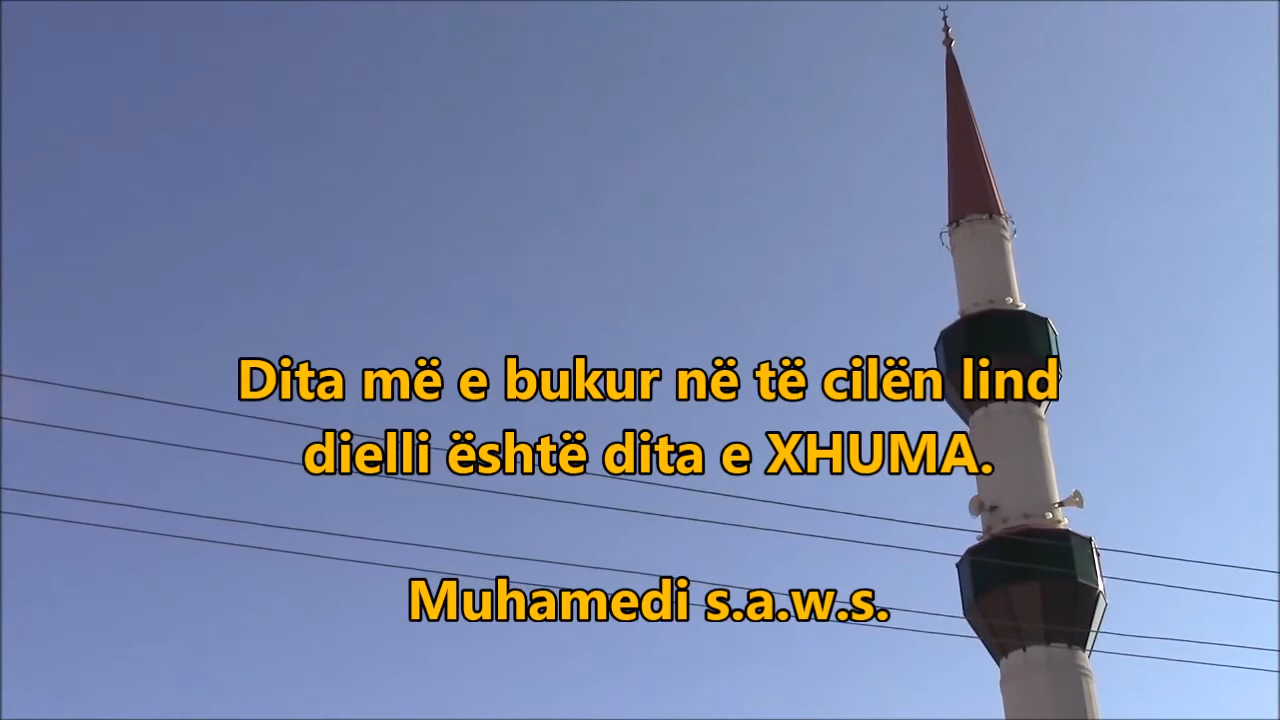 Dita më e bukur në të cilën lind
dielli është dita e XHUMA.
Muhamedi s.a.w.s.